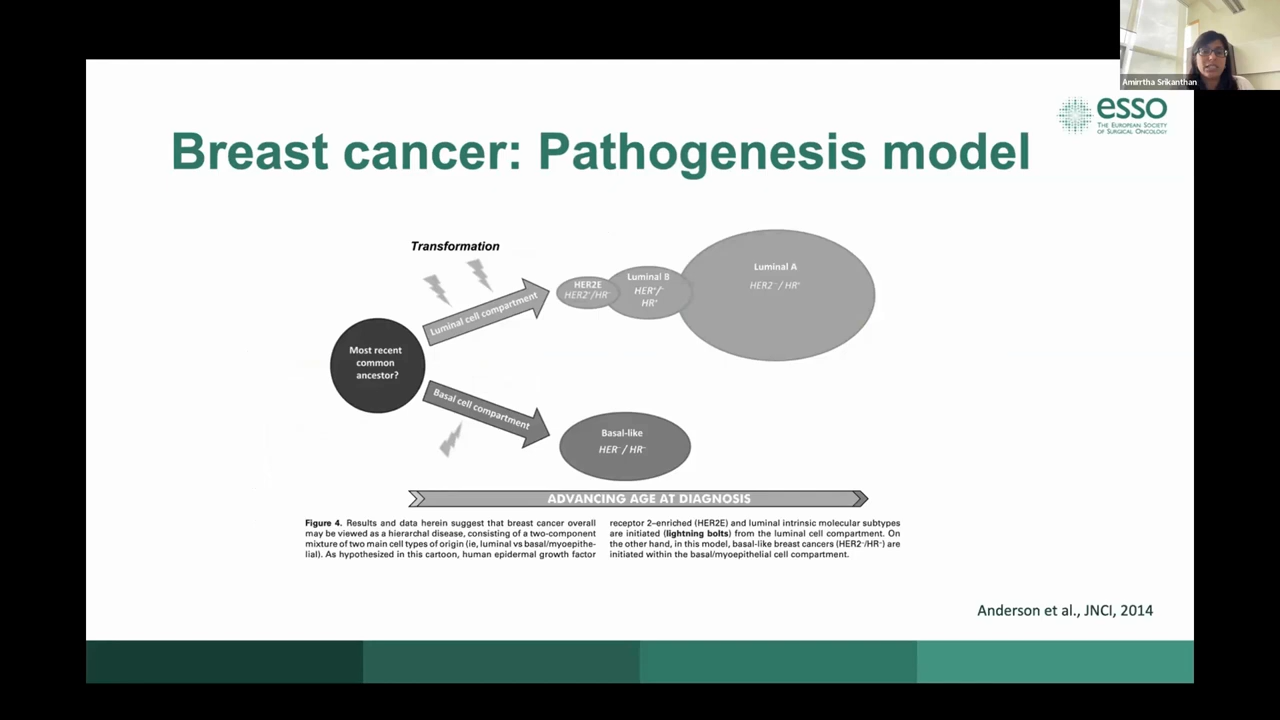 Amirrtha Srikanthan
esso
THE EUROPEAN SOCIETY
OF SURGICAL ONCOLOGY
Breast cancer: Pathogenesis model
Transformation
Luminal cell compartment
HER2E
HER2⁺/HR⁻
Luminal B
HER⁺/⁻
HR⁺
Luminal A
HER2⁻ / HR⁺
Most recent
common
ancestor?
Basal cell compartment
Basal-like
HER⁻ / HR⁻
ADVANCING AGE AT DIAGNOSIS
Figure 4. Results and data herein suggest that breast cancer overall
may be viewed as a hierarchal disease, consisting of a two-component
mixture of two main cell types of origin (ie, luminal vs basal/myoepithe-
lial). As hypothesized in this cartoon, human epidermal growth factor
receptor 2–enriched (HER2E) and luminal intrinsic molecular subtypes
are initiated (lightning bolts) from the luminal cell compartment. On
the other hand, in this model, basal-like breast cancers (HER2⁻/HR⁻) are
initiated within the basal/myoepithelial cell compartment.
Anderson et al., JNCI, 2014